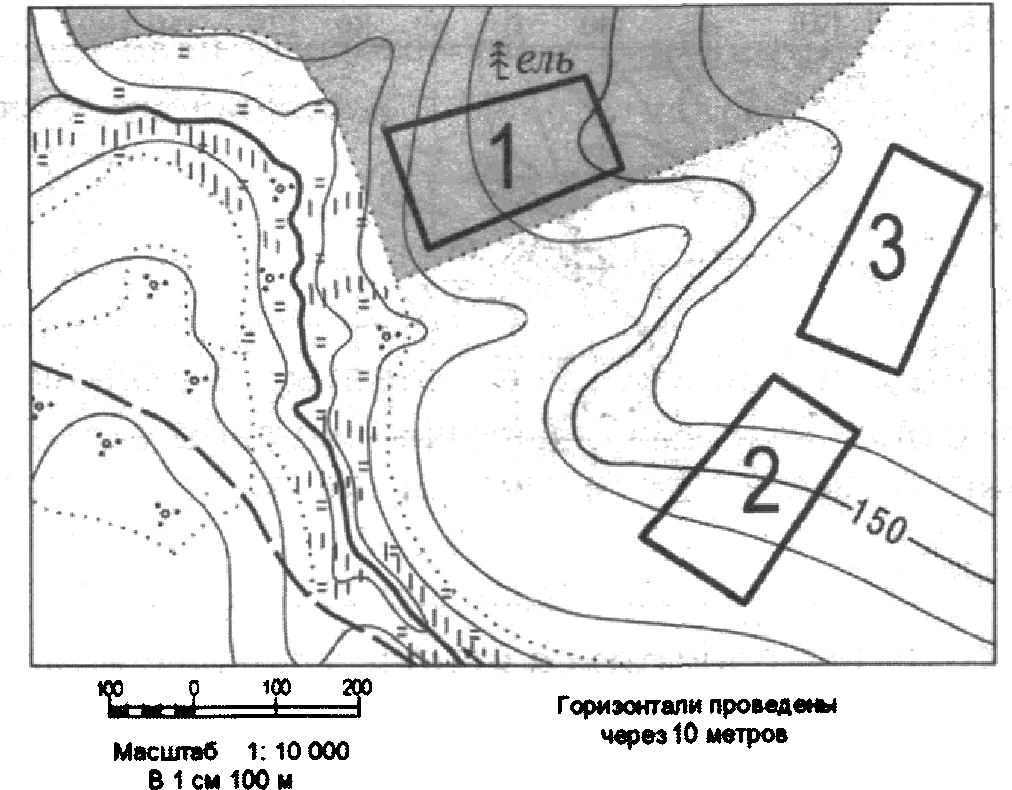 ель
1
3
2
150
100 0 100 200
Масштаб 1: 10 000
В 1 см 100 м
Горизонтали проведены
через 10 метров